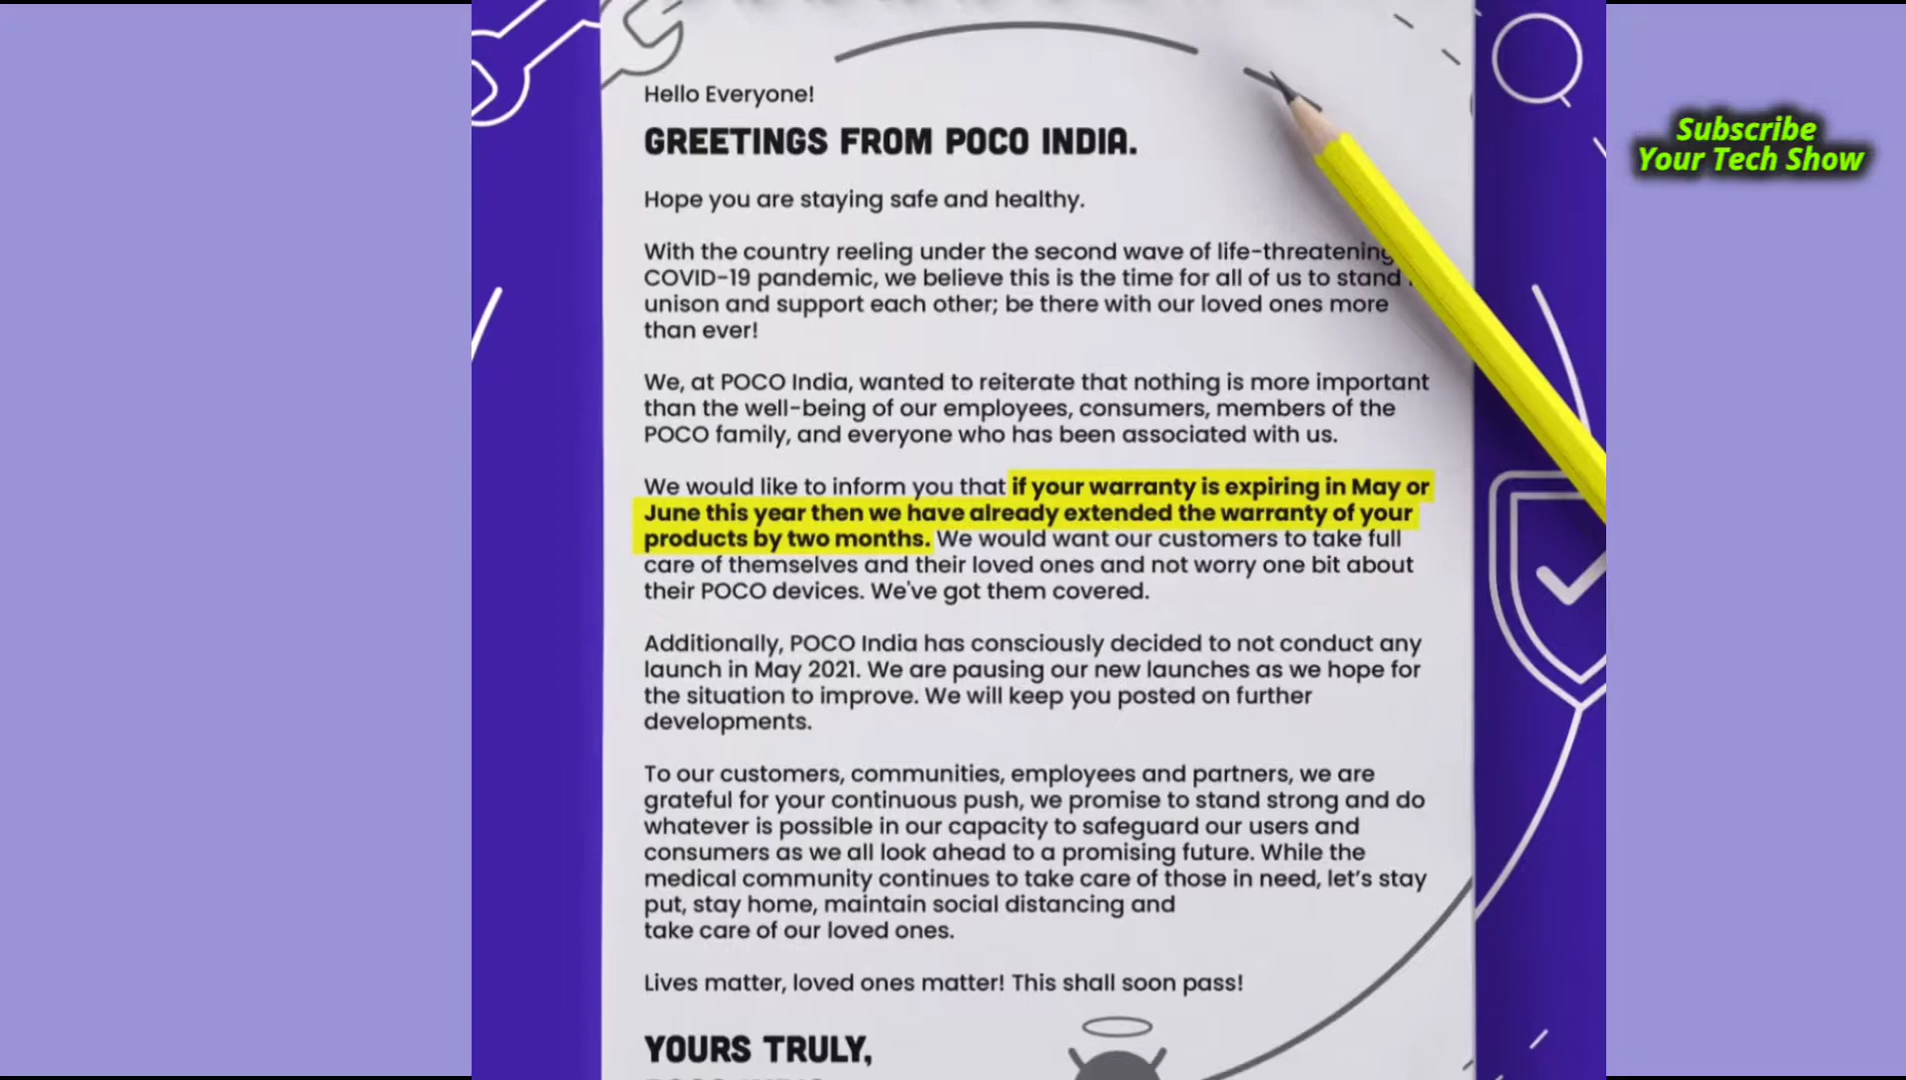 Hello Everyone!
GREETINGS FROM POCO INDIA.
Hope you are staying safe and healthy.
With the country reeling under the second wave of life-threatening
COVID-19 pandemic, we believe this is the time for all of us to stand
unison and support each other; be there with our loved ones more
than ever!
We, at POCO India, wanted to reiterate that nothing is more important
than the well-being of our employees, consumers, members of the
POCO family, and everyone who has been associated with us.
We would like to inform you that if your warranty is expiring in May or
June this year then we have already extended the warranty of your
products by two months. We would want our customers to take full
care of themselves and their loved ones and not worry one bit about
their POCO devices. We've got them covered.
Additionally, POCO India has consciously decided to not conduct any
launch in May 2021. We are pausing our new launches as we hope for
the situation to improve. We will keep you posted on further
developments.
To our customers, communities, employees and partners, we are
grateful for your continuous push, we promise to stand strong and do
whatever is possible in our capacity to safeguard our users and
consumers as we all look ahead to a promising future. While the
medical community continues to take care of those in need, let's stay
put, stay home, maintain social distancing and
take care of our loved ones.
Lives matter, loved ones matter! This shall soon pass!
YOURS TRULY,
Subscribe
Your Tech Show